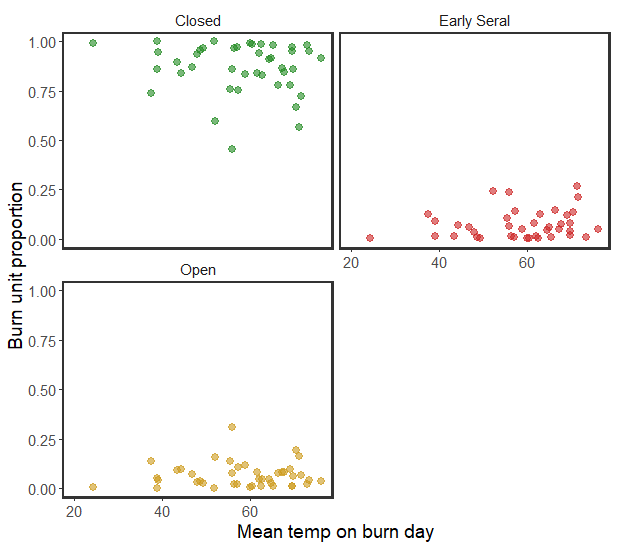 Closed
Early Seral
1.00
0.75
0.50
0.25
0.00
20 40 60
Open
1.00
0.75
0.50
0.25
0.00
20 40 60
Burn unit proportion
Mean temp on burn day